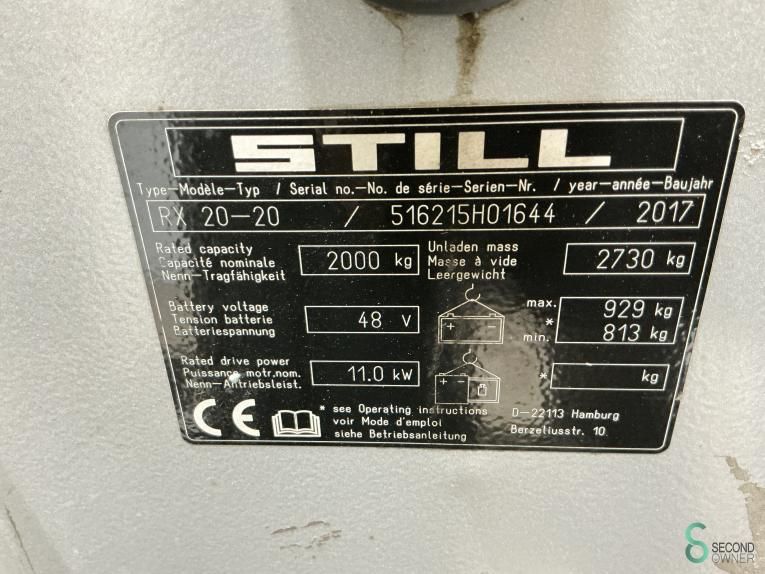 STILL
Type-Modèle-Typ / Serial no.-No. de série-Serien-Nr. / year-année-Baujahr
RX 20-20 / 516215H01644 / 2017
Rated capacity
Capacité nominale
Nenn-Tragfähigkeit
2000 kg
Unladen mass
Masse à vide
Leergewicht
2730 kg
Battery voltage
Tension batterie
Batteriespannung
48 V
+ -
max. 929 kg
*
min. 813 kg
Rated drive power
Puissance motr.nom.
Nenn-Antriebsleist.
11.0 kW
+ -
* kg
CE
* see Operating instructions
voir Mode d'emploi
siehe Betriebsanleitung
D-22113 Hamburg
Berzeliusstr. 10
SECOND
OWNER